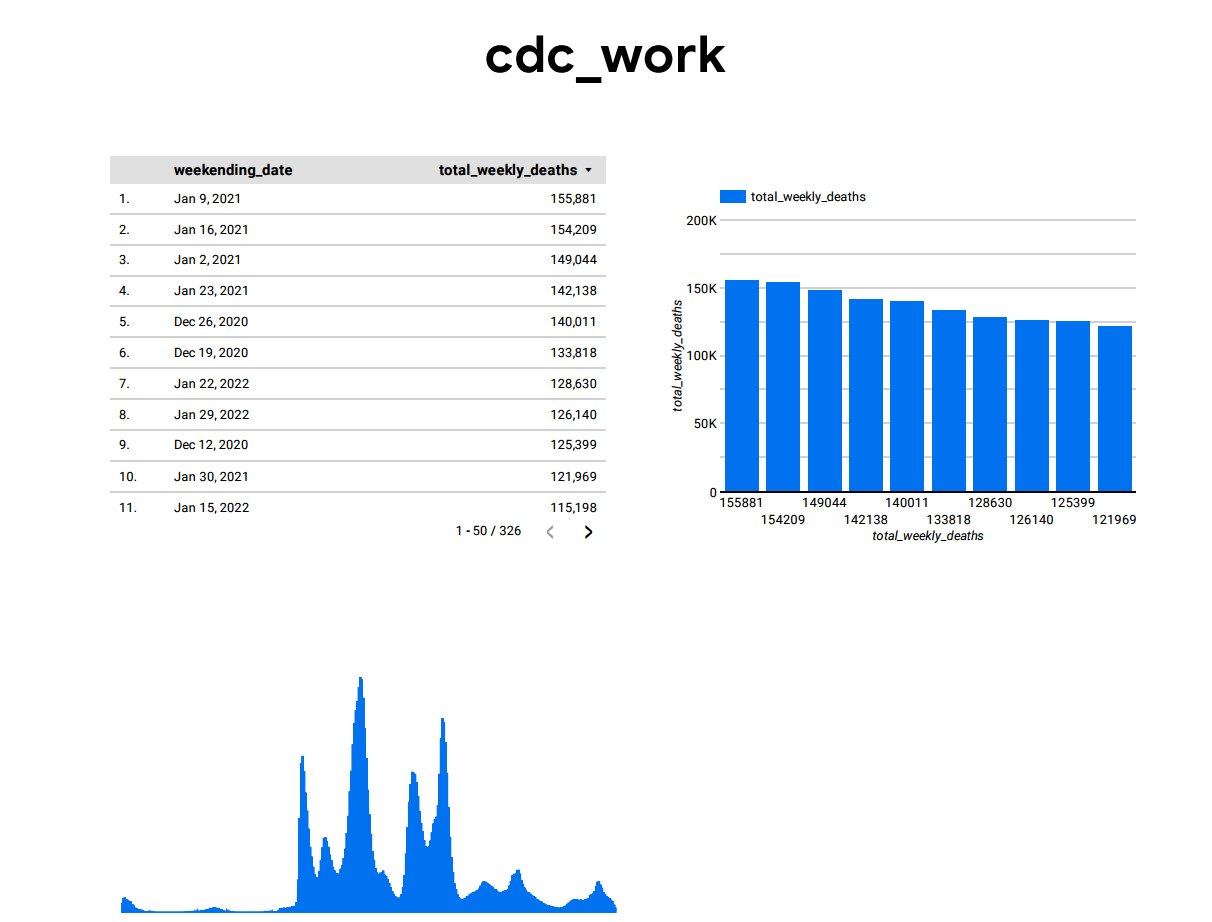 cdc_work
weekending_date total_weekly_deaths
1. Jan 9, 2021 155,881
2. Jan 16, 2021 154,209
3. Jan 2, 2021 149,044
4. Jan 23, 2021 142,138
5. Dec 26, 2020 140,011
6. Dec 19, 2020 133,818
7. Jan 22, 2022 128,630
8. Jan 29, 2022 126,140
9. Dec 12, 2020 125,399
10. Jan 30, 2021 121,969
11. Jan 15, 2022 115,198
1 - 50 / 326
total_weekly_deaths
200K
150K
100K
50K
0
total_weekly_deaths
155881 149044 140011 128630 125399
154209 142138 133818 126140 121969
total_weekly_deaths